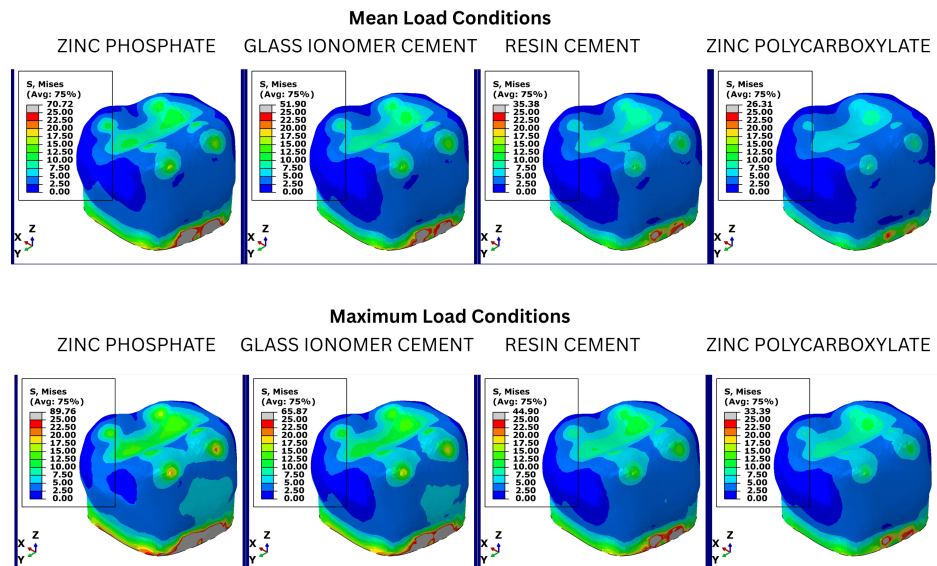 Mean Load Conditions
ZINC PHOSPHATE
GLASS IONOMER CEMENT
RESIN CEMENT
ZINC POLYCARBOXYLATE
S, Mises
(Avg: 75%)
70.72
25.00
22.50
20.00
17.50
15.00
12.50
10.00
7.50
5.00
2.50
0.00
X
Y
Z
S, Mises
(Avg: 75%)
51.90
25.00
22.50
20.00
17.50
15.00
12.50
10.00
7.50
5.00
2.50
0.00
X
Y
Z
S, Mises
(Avg: 75%)
35.38
25.00
22.50
20.00
17.50
15.00
12.50
10.00
7.50
5.00
2.50
0.00
X
Y
Z
S, Mises
(Avg: 75%)
26.31
25.00
22.50
20.00
17.50
15.00
12.50
10.00
7.50
5.00
2.50
0.00
X
Y
Z
Maximum Load Conditions
ZINC PHOSPHATE
GLASS IONOMER CEMENT
RESIN CEMENT
ZINC POLYCARBOXYLATE
S, Mises
(Avg: 75%)
89.76
25.00
22.50
20.00
17.50
15.00
12.50
10.00
7.50
5.00
2.50
0.00
X
Y
Z
S, Mises
(Avg: 75%)
65.87
25.00
22.50
20.00
17.50
15.00
12.50
10.00
7.50
5.00
2.50
0.00
X
Y
Z
S, Mises
(Avg: 75%)
44.90
25.00
22.50
20.00
17.50
15.00
12.50
10.00
7.50
5.00
2.50
0.00
X
Y
Z
S, Mises
(Avg: 75%)
33.39
25.00
22.50
20.00
17.50
15.00
12.50
10.00
7.50
5.00
2.50
0.00
X
Y
Z